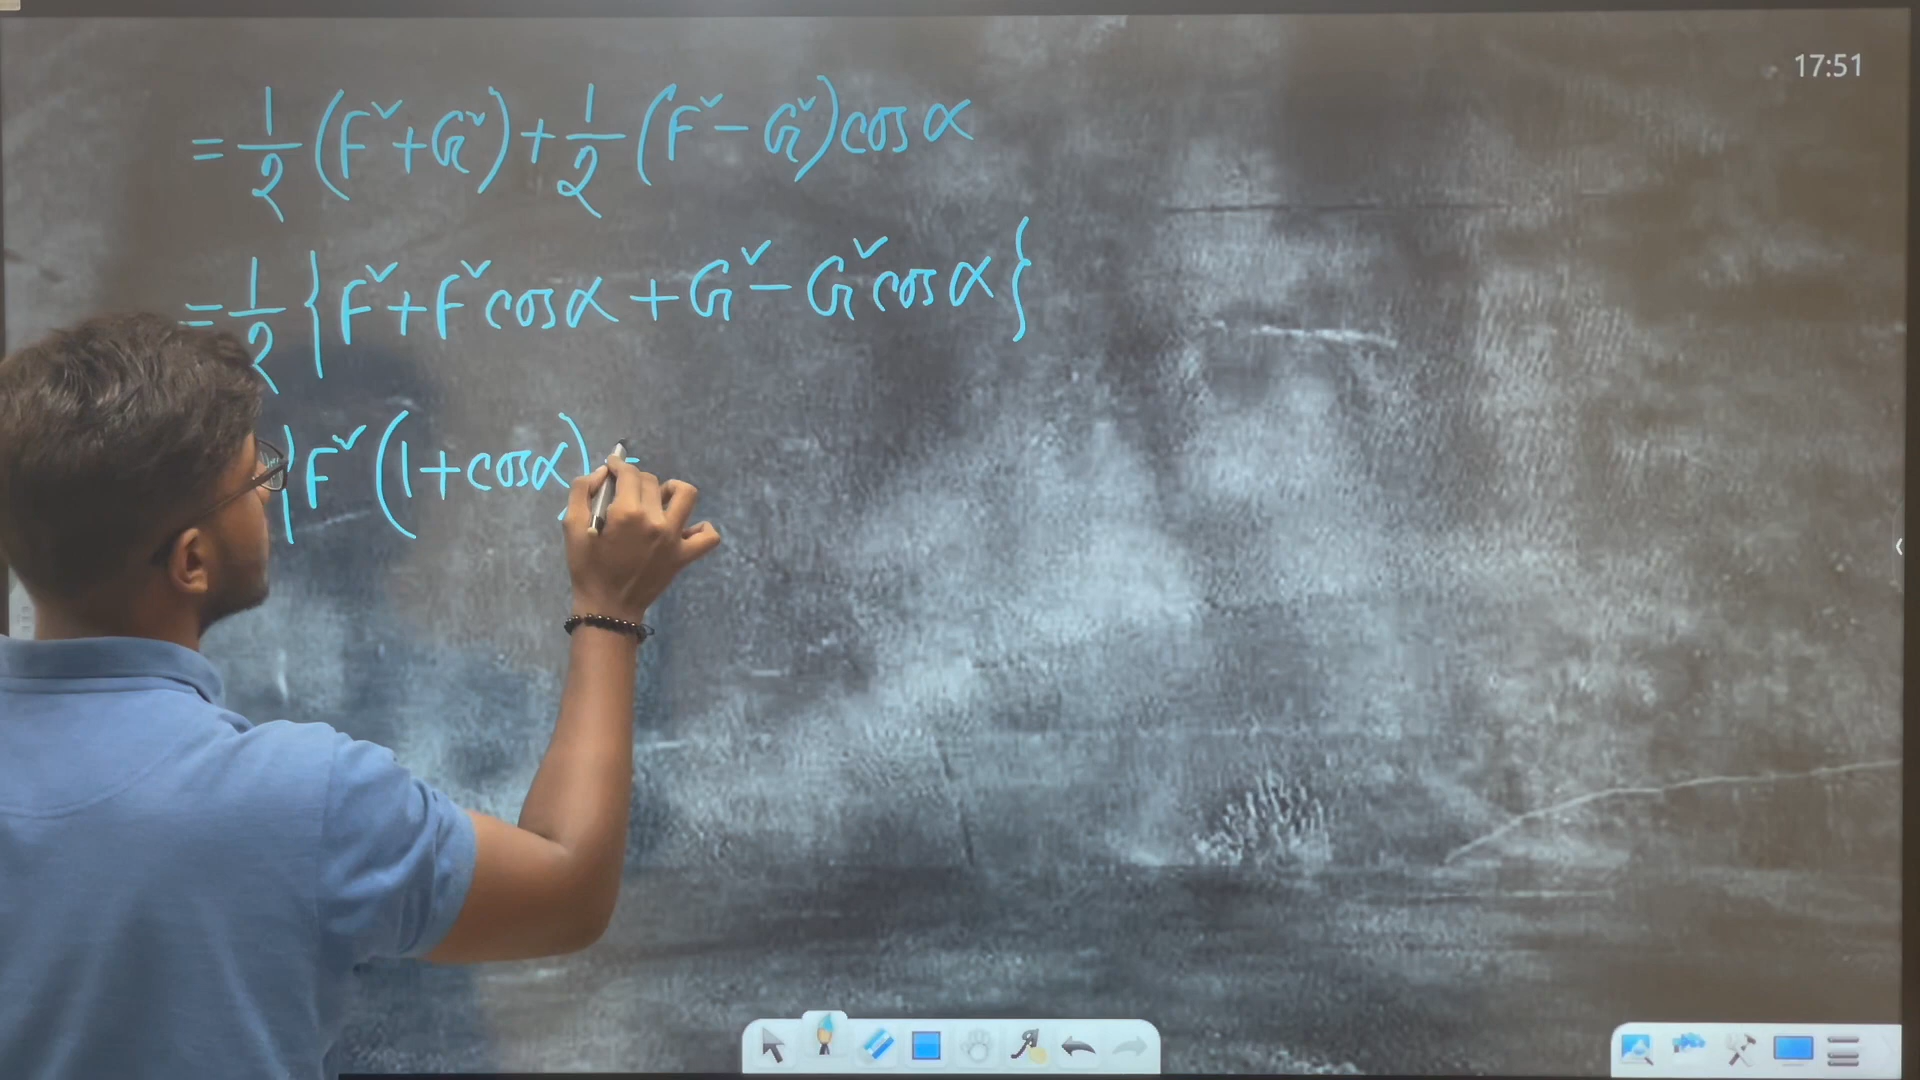 17:51
= 1/2 (F² + G²) + 1/2 (F² - G²) cos α
= 1/2 { F² + F² cos α + G² - G² cos α }
F² (1 + cos α)